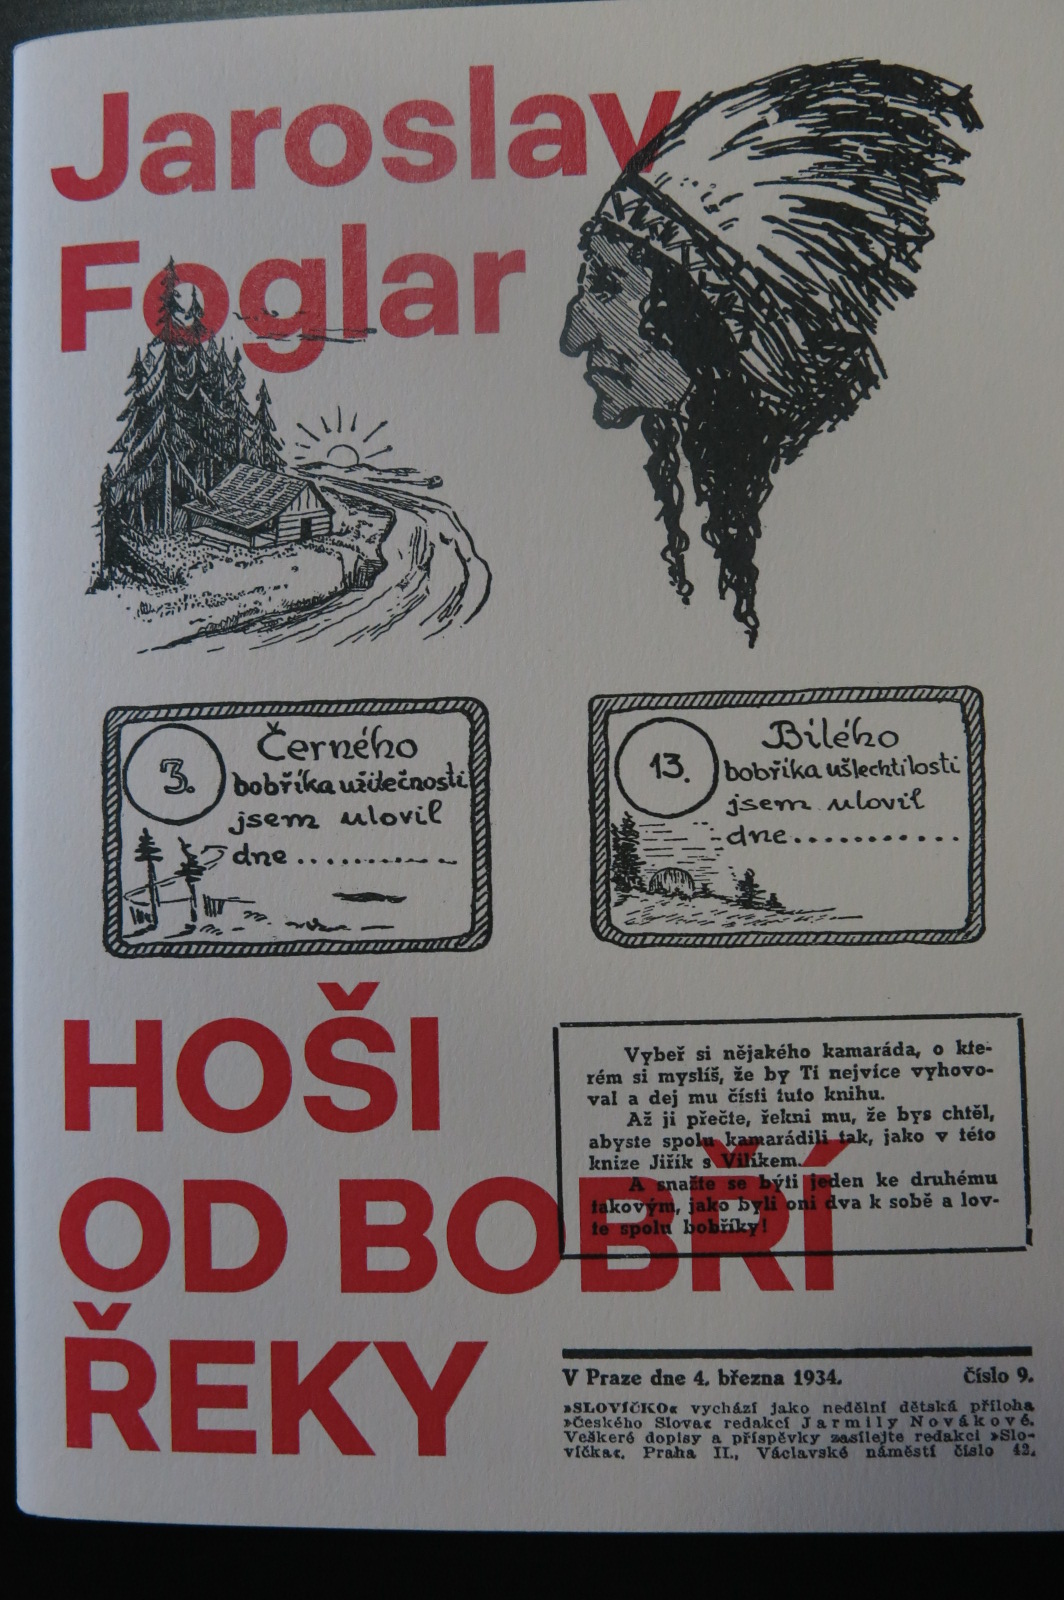 Jaroslav
Foglar
3.
Černého
bobříka užitečnosti
jsem ulovil
dne ............
13.
Bílého
bobříka ušlechtilosti
jsem ulovil
dne............
HOŠI
OD BOBŘÍ
ŘEKY
Vybeř si nějakého kamaráda, o kte-
rém si myslíš, že by Ti nejvíce vyhovo-
val a dej mu čísti tuto knihu.
Až ji přečte, řekni mu, že bys chtěl,
abyste spolu kamarádili tak, jako v této
knize Jiřík s Vilíkem.
A snažte se býti jeden ke druhému
takovým, jako byli oni dva k sobě a lov-
te spolu bobříky!
V Praze dne 4. března 1934. Číslo 9.
»SLOVÍČKO« vychází jako nedělní dětská příloha
»Českého Slova« redakcí Jarmily Novákové.
Veškeré dopisy a příspěvky zasílejte redakci »Slo-
víčka«, Praha II., Václavské náměstí číslo 42.